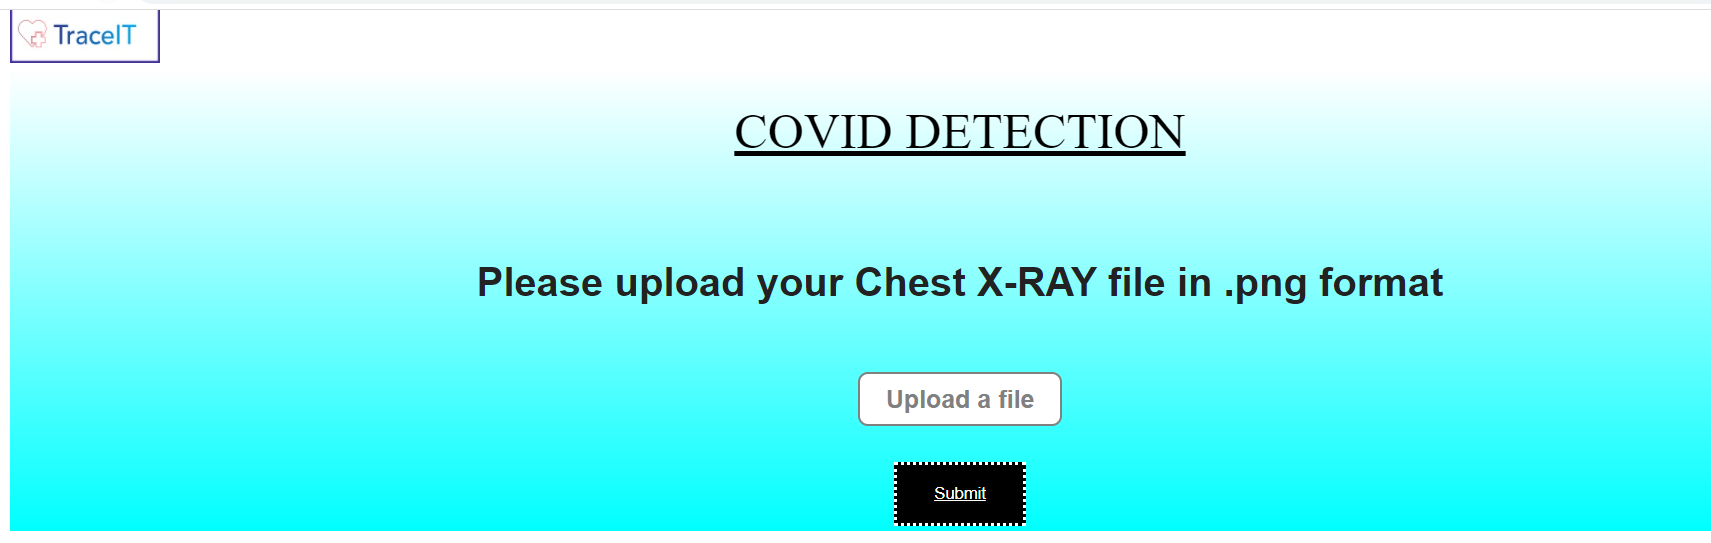 TraceIT
COVID DETECTION
Please upload your Chest X-RAY file in .png format
Upload a file
Submit